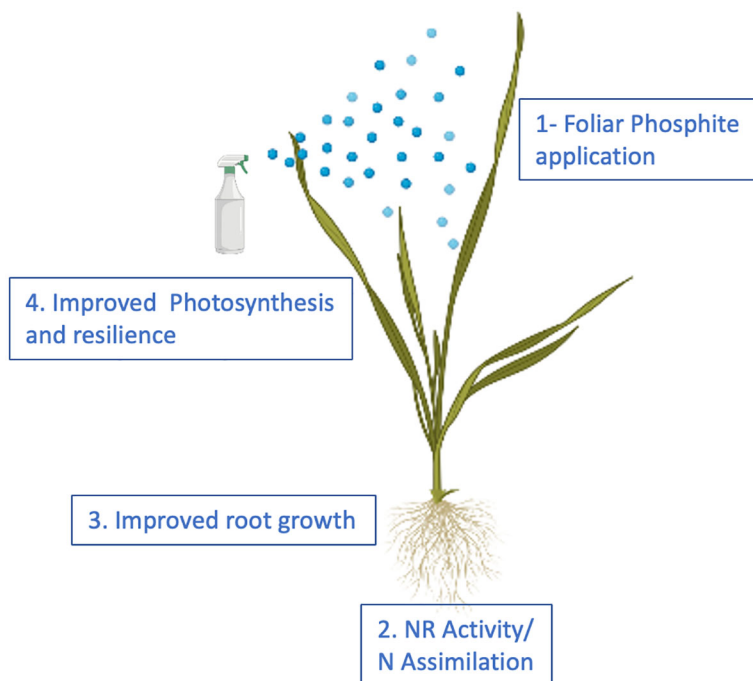 1- Foliar Phosphite
application
4. Improved  Photosynthesis
and resilience
3. Improved root growth
2. NR Activity/
N Assimilation